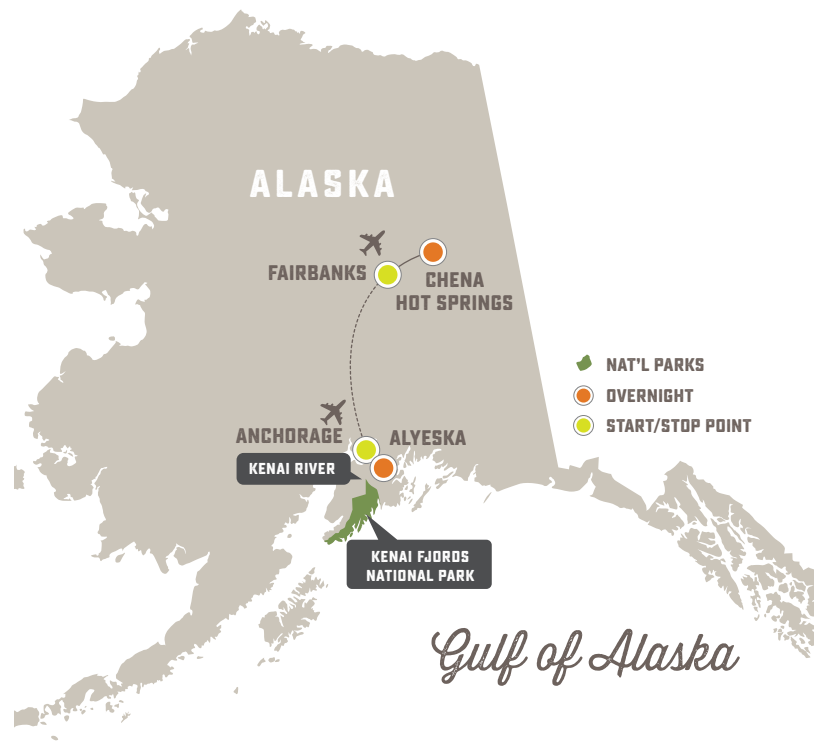 ALASKA
FAIRBANKS
CHENA
HOT SPRINGS
NAT'L PARKS
OVERNIGHT
START/STOP POINT
ANCHORAGE
ALYESKA
KENAI RIVER
KENAI FJORDS
NATIONAL PARK
Gulf of Alaska